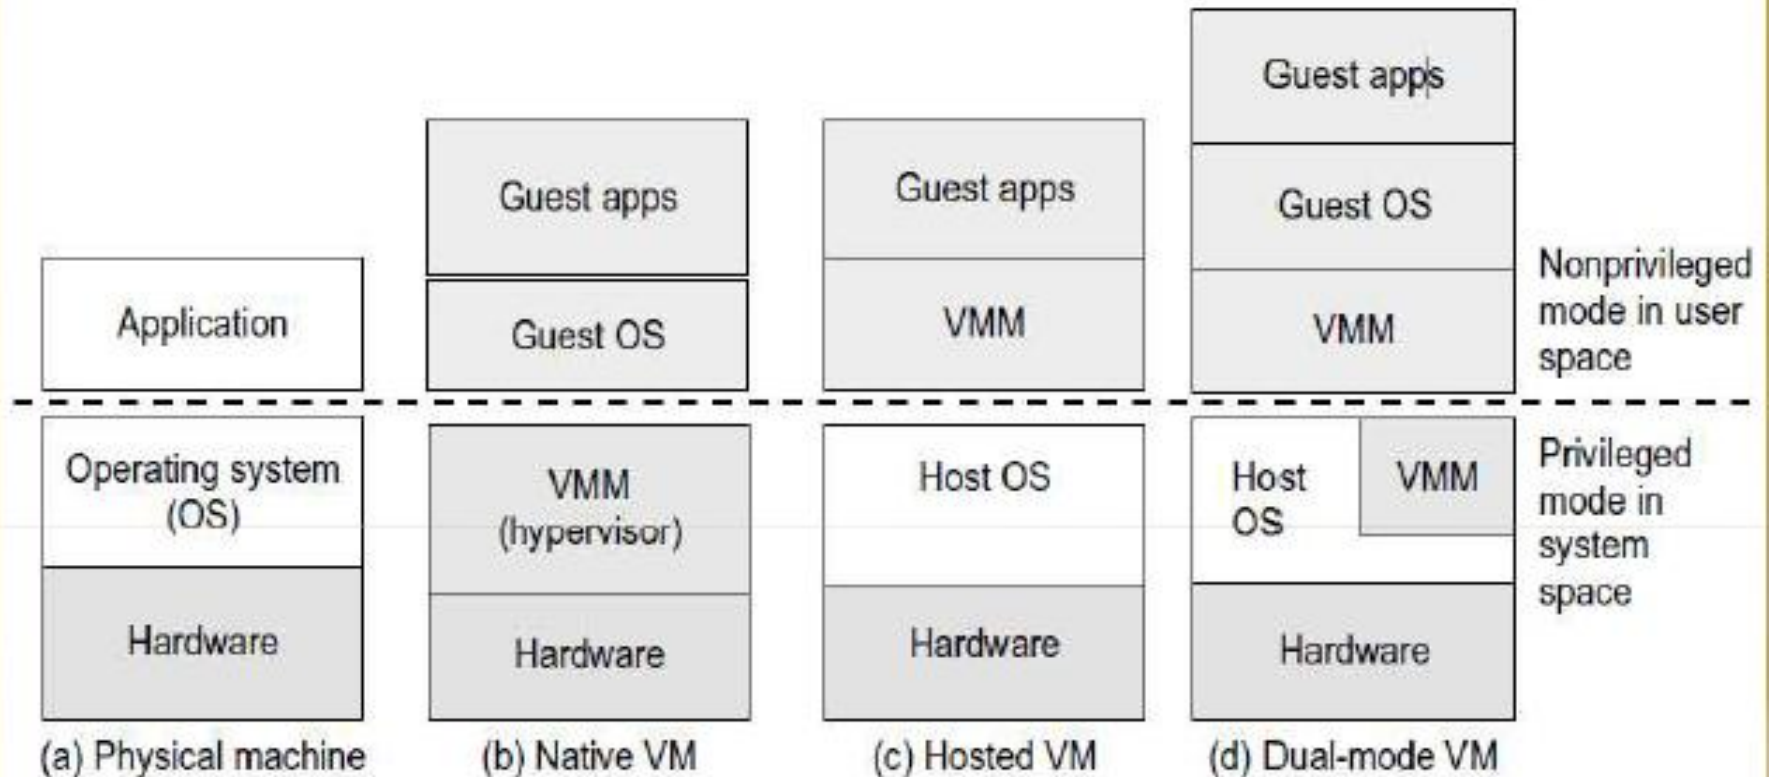 Application
Operating system
(OS)
Hardware
(a) Physical machine
Guest apps
Guest OS
VMM
(hypervisor)
Hardware
(b) Native VM
Guest apps
VMM
Host OS
Hardware
(c) Hosted VM
Guest apps
Guest OS
VMM
Host
OS
VMM
Hardware
(d) Dual-mode VM
Nonprivileged
mode in user
space
Privileged
mode in
system
space